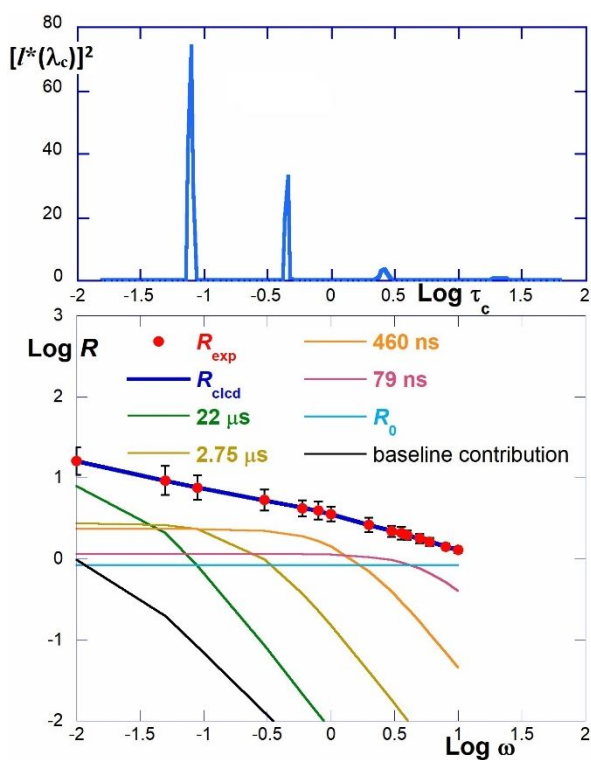 80
[l*(λc)]²
60
40
20
0
-2 -1.5 -1 -0.5 0 0.5 1 1.5 2
Log τc
3
Log R
Rexp
460 ns
2
Rclcd
79 ns
22 μs
R0
2.75 μs
baseline contribution
1
0
-1
-2
-2 -1.5 -1 -0.5 0 0.5 1 1.5 2
Log ω